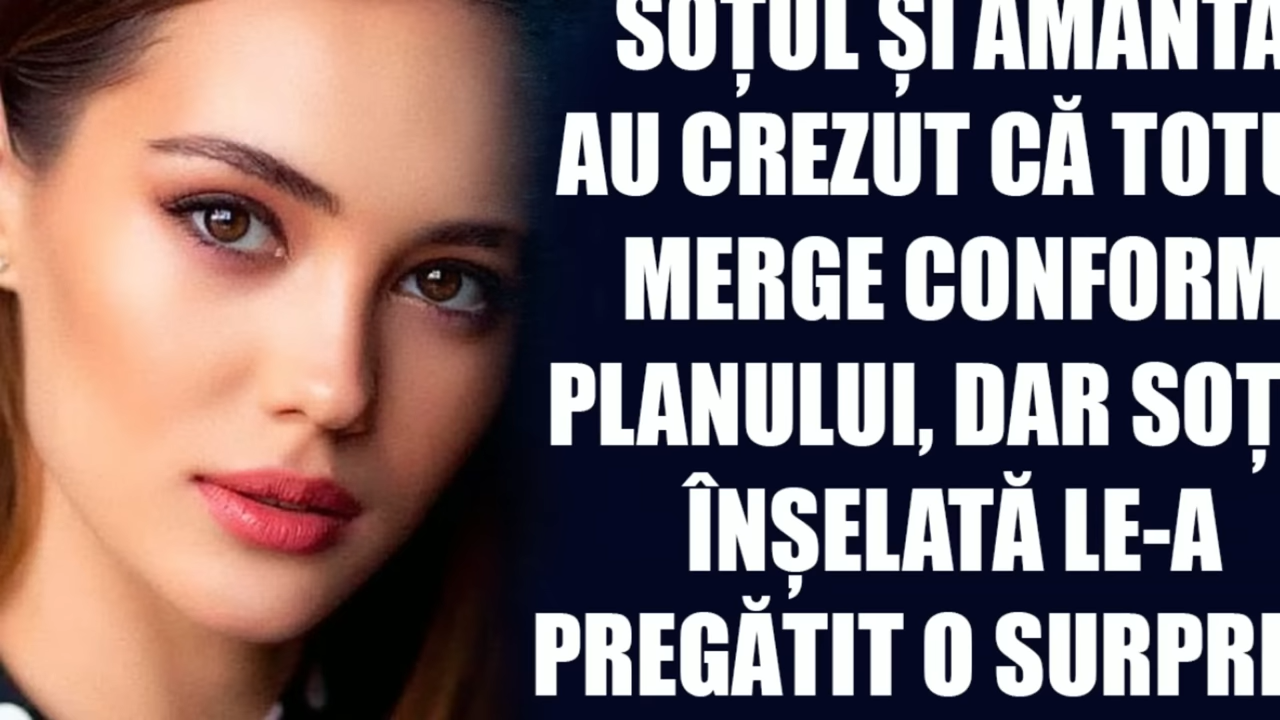 SOȚUL ȘI AMANTA
AU CREZUT CĂ TOTU
MERGE CONFORM
PLANULUI, DAR SOȚ
ÎNȘELATĂ LE-A
PREGĂTIT O SURPRI